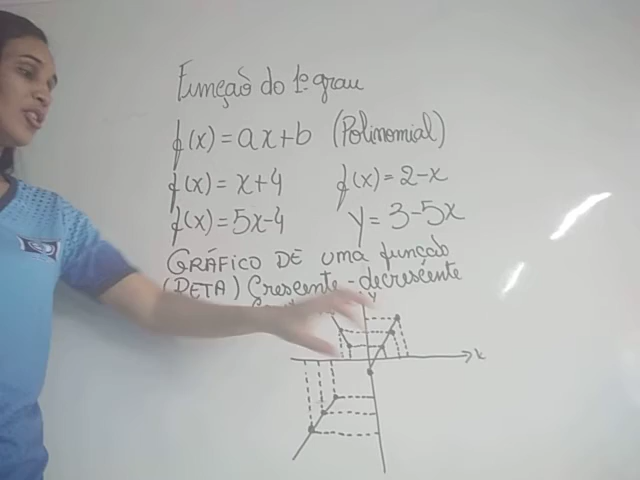 Função do 1º grau
f(x) = ax+b (Polinomial)
f(x) = x+4 f(x) = 2-x
f(x) = 5x-4 y = 3-5x
GRÁFICO DE uma função
(RETA) Crescente - decrescente
y
x